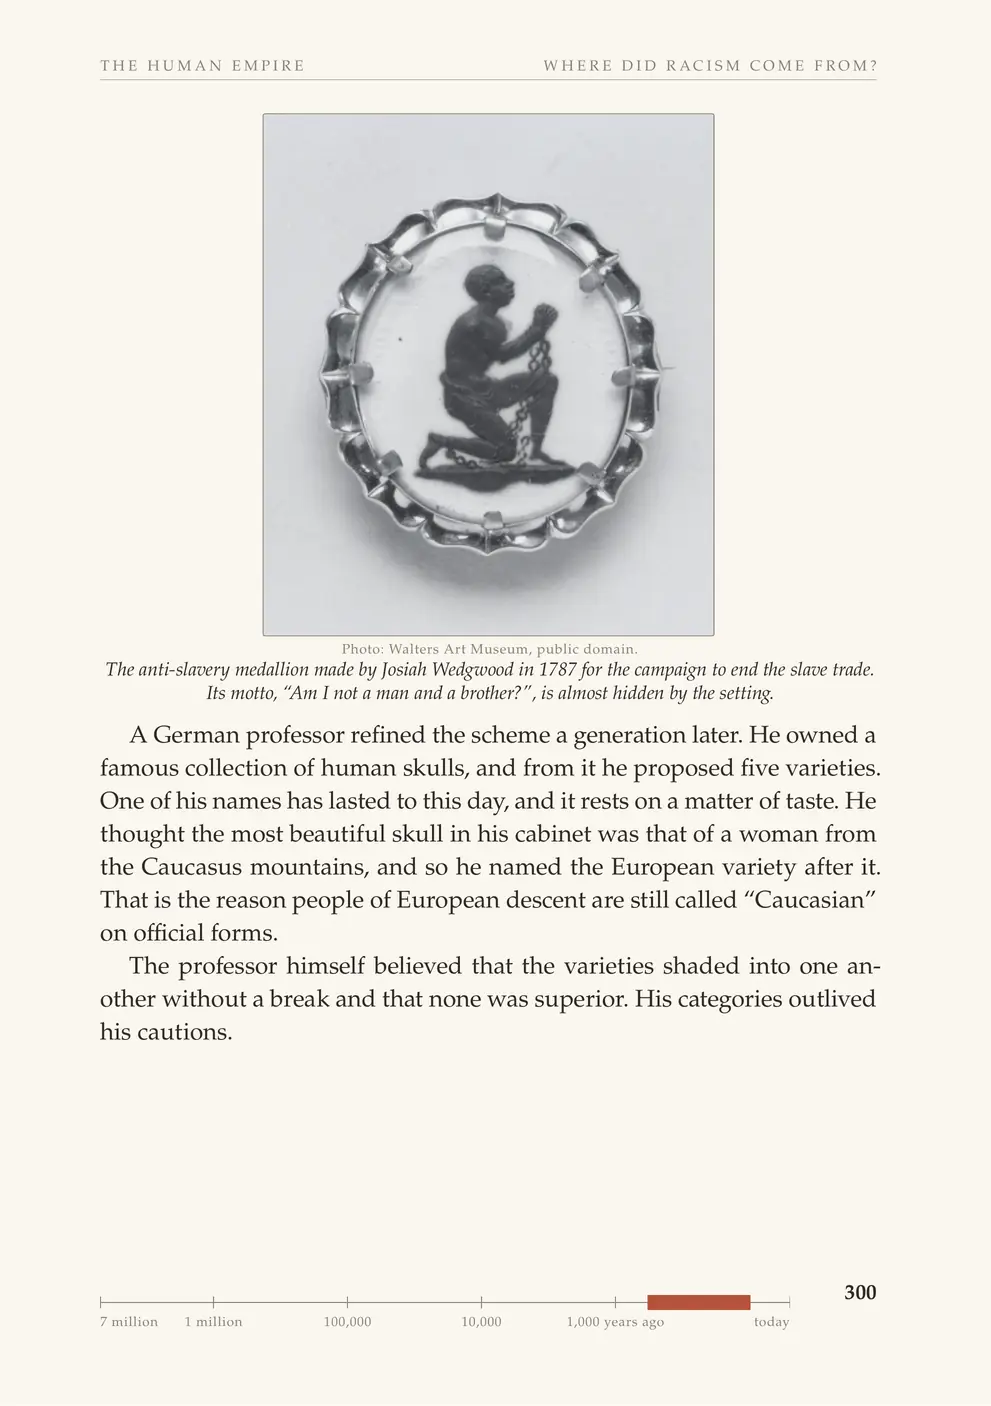 THE HUMAN EMPIRE
WHERE DID RACISM COME FROM?
Photo: Walters Art Museum, public domain.
The anti-slavery medallion made by Josiah Wedgwood in 1787 for the campaign to end the slave trade.
Its motto, “Am I not a man and a brother?”, is almost hidden by the setting.
A German professor refined the scheme a generation later. He owned a
famous collection of human skulls, and from it he proposed five varieties.
One of his names has lasted to this day, and it rests on a matter of taste. He
thought the most beautiful skull in his cabinet was that of a woman from
the Caucasus mountains, and so he named the European variety after it.
That is the reason people of European descent are still called “Caucasian”
on official forms.
The professor himself believed that the varieties shaded into one an-
other without a break and that none was superior. His categories outlived
his cautions.
300
7 million 1 million 100,000 10,000 1,000 years ago today